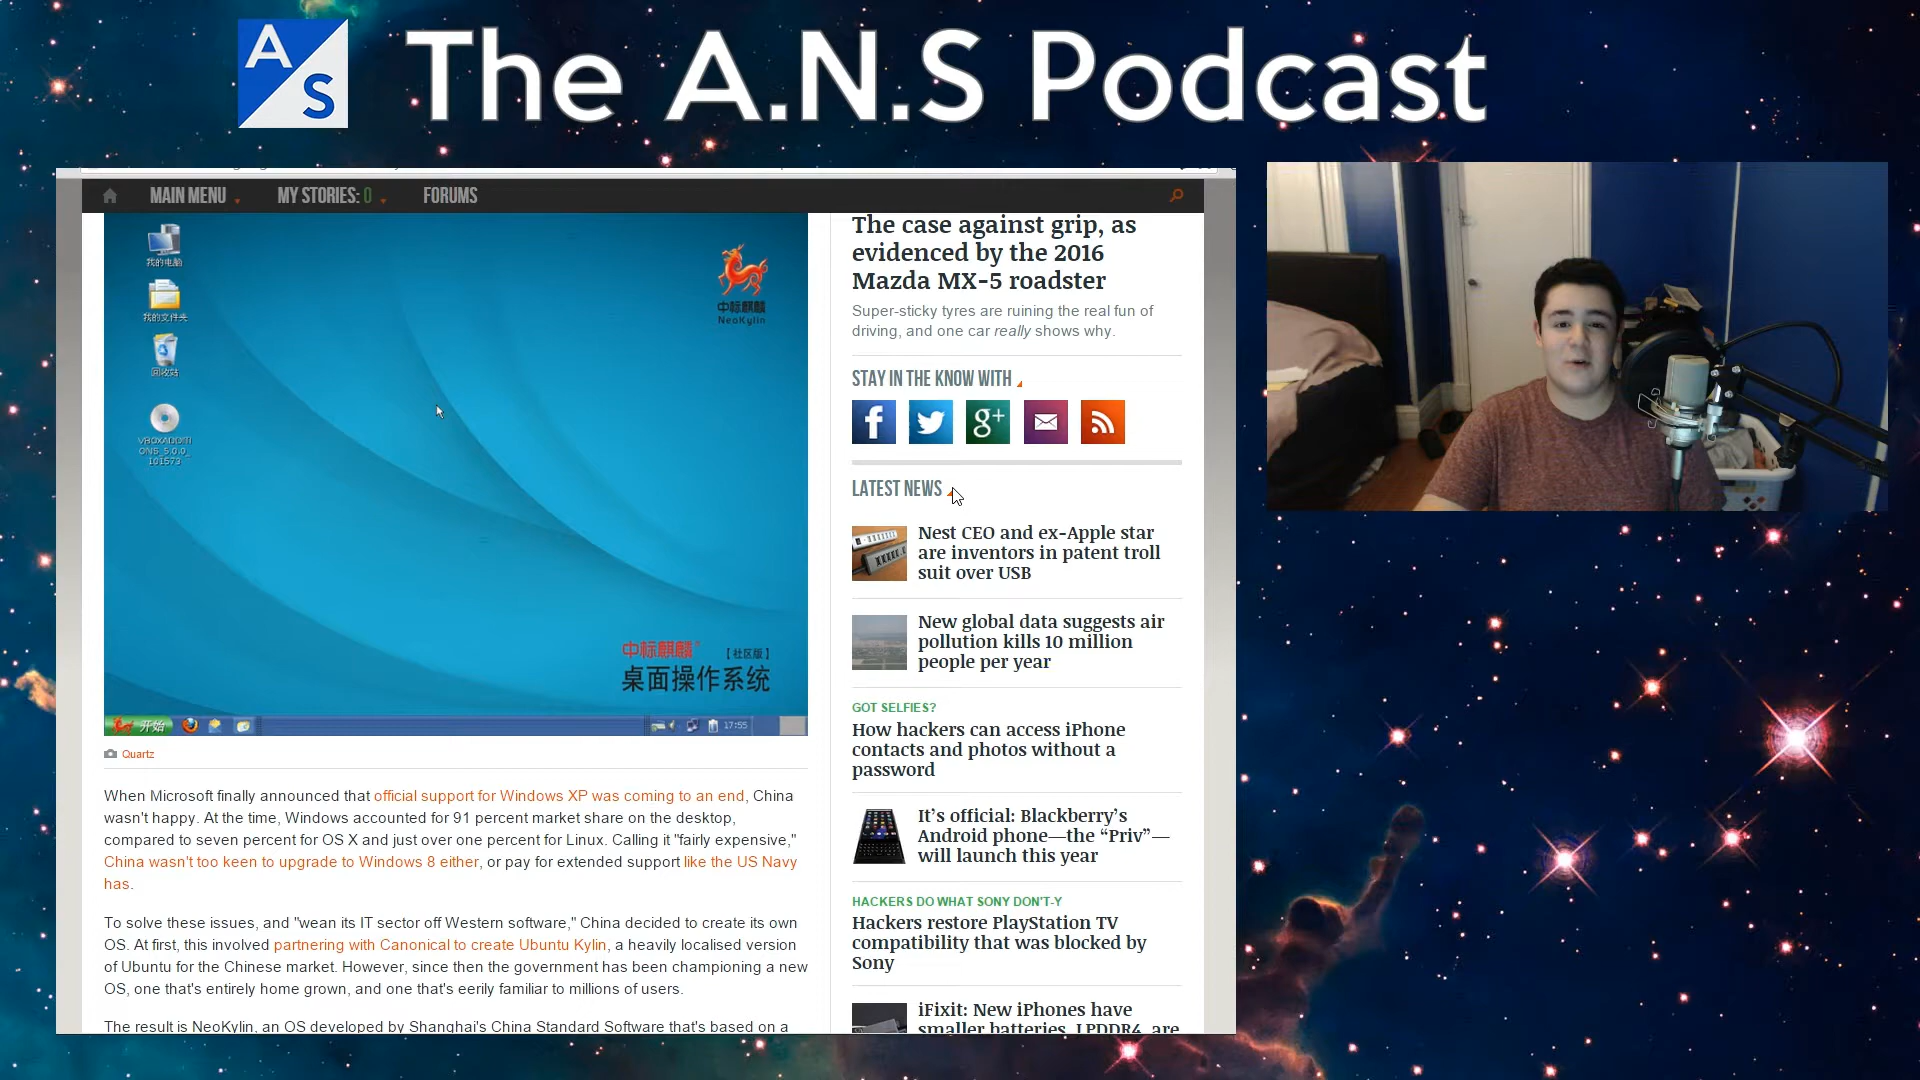 A
S
The A.N.S Podcast
MAIN MENU
MY STORIES: 0
FORUMS
我的电脑
我的文件夹
回收站
VBOXADDITI
ONS_5.0.0_
101573
中标麒麟
NeoKylin
中标麒麟
【社区版】
桌面操作系统
开始
17:55
Quartz
When Microsoft finally announced that official support for Windows XP was coming to an end, China
wasn't happy. At the time, Windows accounted for 91 percent market share on the desktop,
compared to seven percent for OS X and just over one percent for Linux. Calling it "fairly expensive,"
China wasn't too keen to upgrade to Windows 8 either, or pay for extended support like the US Navy
has.
To solve these issues, and "wean its IT sector off Western software," China decided to create its own
OS. At first, this involved partnering with Canonical to create Ubuntu Kylin, a heavily localised version
of Ubuntu for the Chinese market. However, since then the government has been championing a new
OS, one that's entirely home grown, and one that's eerily familiar to millions of users.
The result is NeoKylin, an OS developed by Shanghai's China Standard Software that's based on a
The case against grip, as
evidenced by the 2016
Mazda MX-5 roadster
Super-sticky tyres are ruining the real fun of
driving, and one car really shows why.
STAY IN THE KNOW WITH
f
g+
LATEST NEWS
Nest CEO and ex-Apple star
are inventors in patent troll
suit over USB
New global data suggests air
pollution kills 10 million
people per year
GOT SELFIES?
How hackers can access iPhone
contacts and photos without a
password
It’s official: Blackberry’s
Android phone—the “Priv”—
will launch this year
HACKERS DO WHAT SONY DON'T-Y
Hackers restore PlayStation TV
compatibility that was blocked by
Sony
iFixit: New iPhones have
smaller batteries, LPDDR4, are